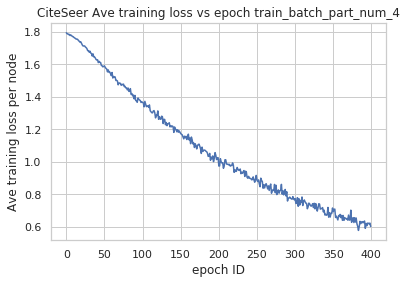 CiteSeer Ave training loss vs epoch train_batch_part_num_4
1.8
1.6
1.4
1.2
1.0
0.8
0.6
Ave training loss per node
0 50 100 150 200 250 300 350 400
epoch ID